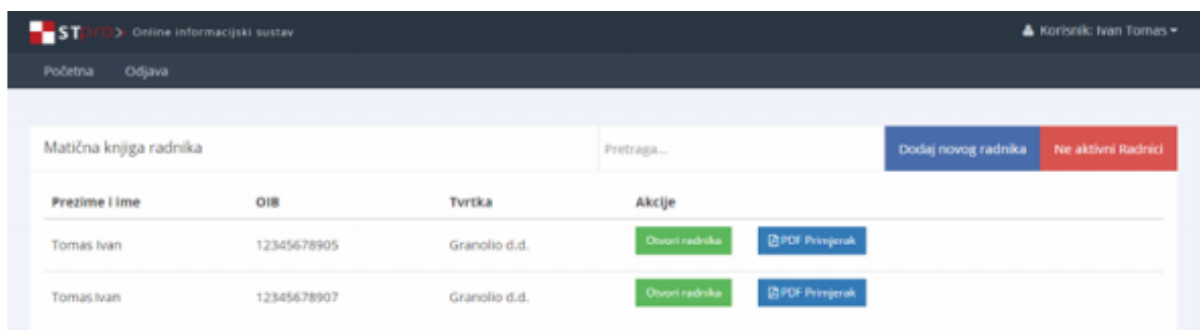 STpro> Online informacijski sustav Korisnik: Ivan Tomas
Početna Odjava
Matična knjiga radnika Pretraga... Dodaj novog radnika Ne aktivni Radnici
Prezime i ime OIB Tvrtka Akcije
Tomas Ivan 12345678905 Granolio d.d. Otvori radnika PDF Primjerak
Tomas Ivan 12345678907 Granolio d.d. Otvori radnika PDF Primjerak